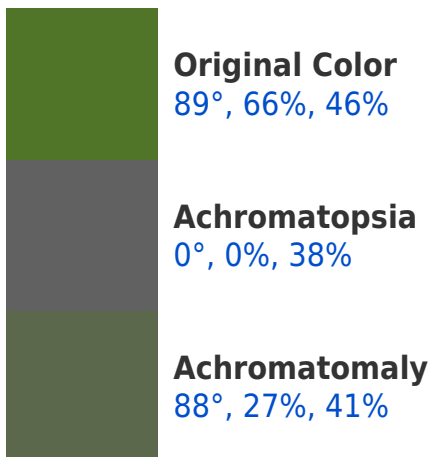 Original Color
89°, 66%, 46%
Achromatopsia
0°, 0%, 38%
Achromatomaly
88°, 27%, 41%